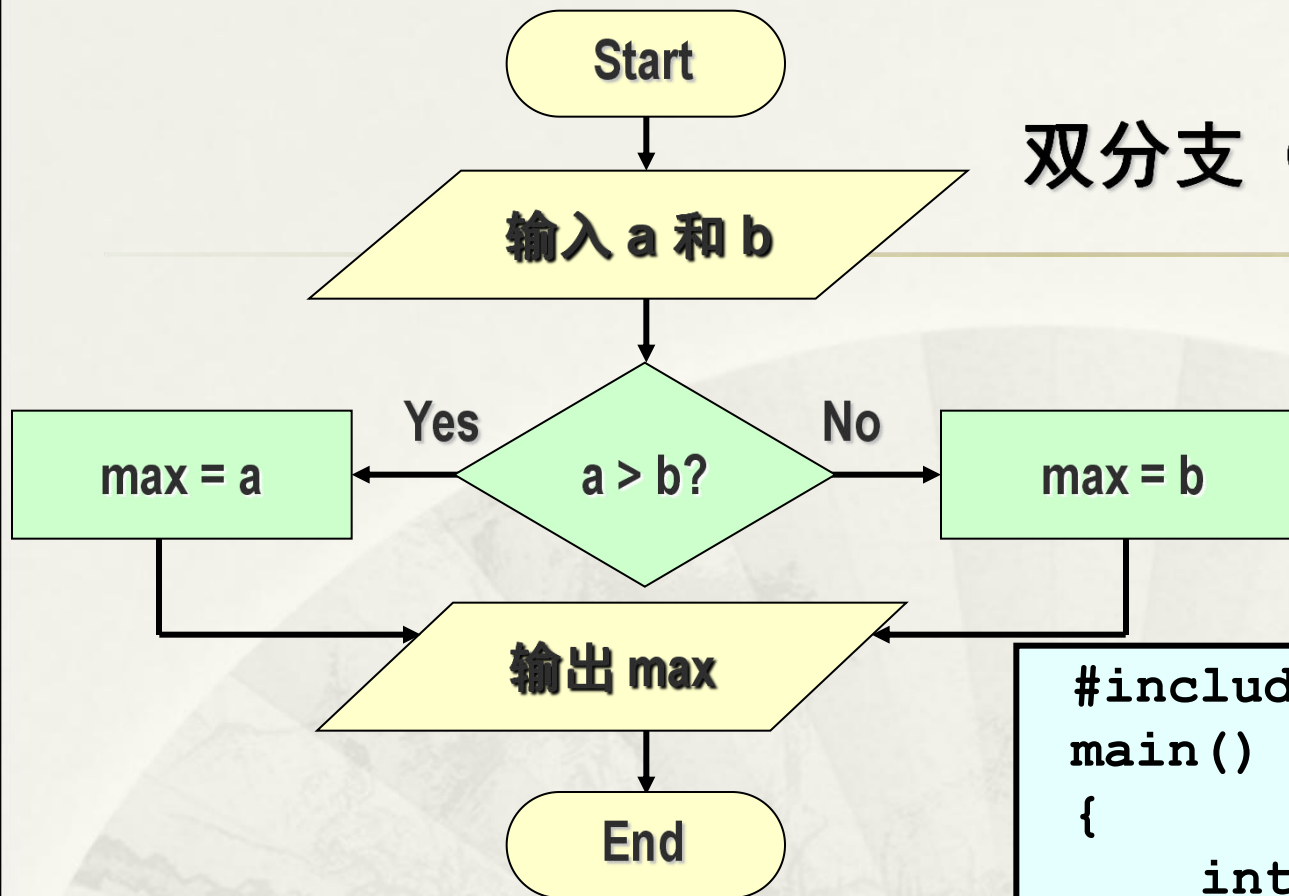 Start
双分支
输入 a 和 b
Yes
No
max = a
a > b?
max = b
输出 max
#includ
main()
{
int
End